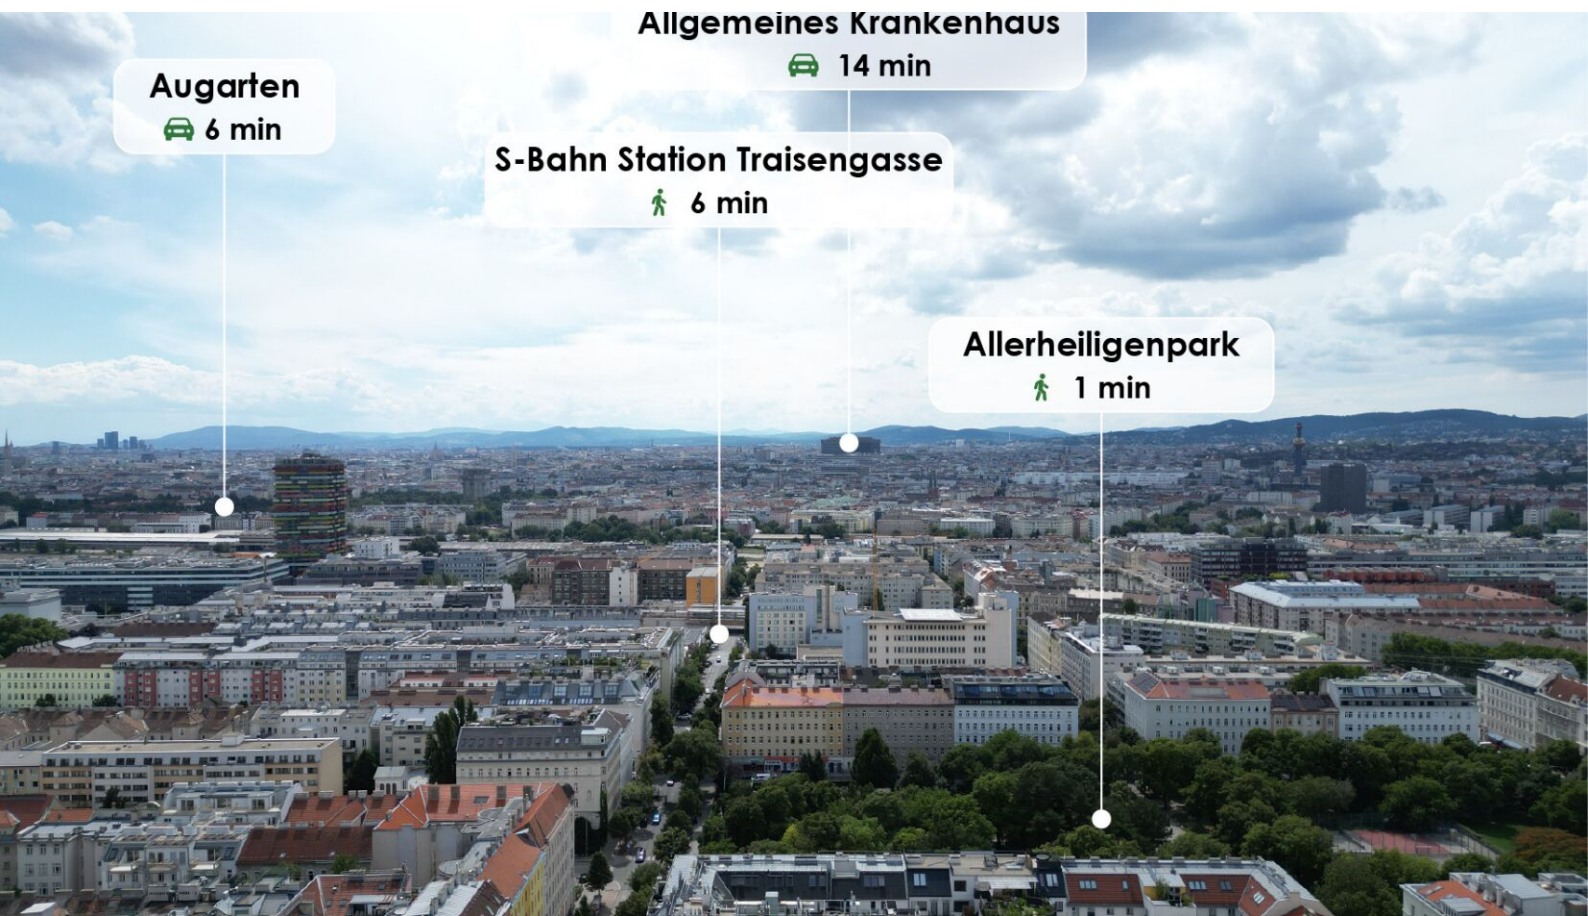 Allgemeines Krankenhaus
14 min
Augarten
6 min
S-Bahn Station Traisengasse
6 min
Allerheiligenpark
1 min